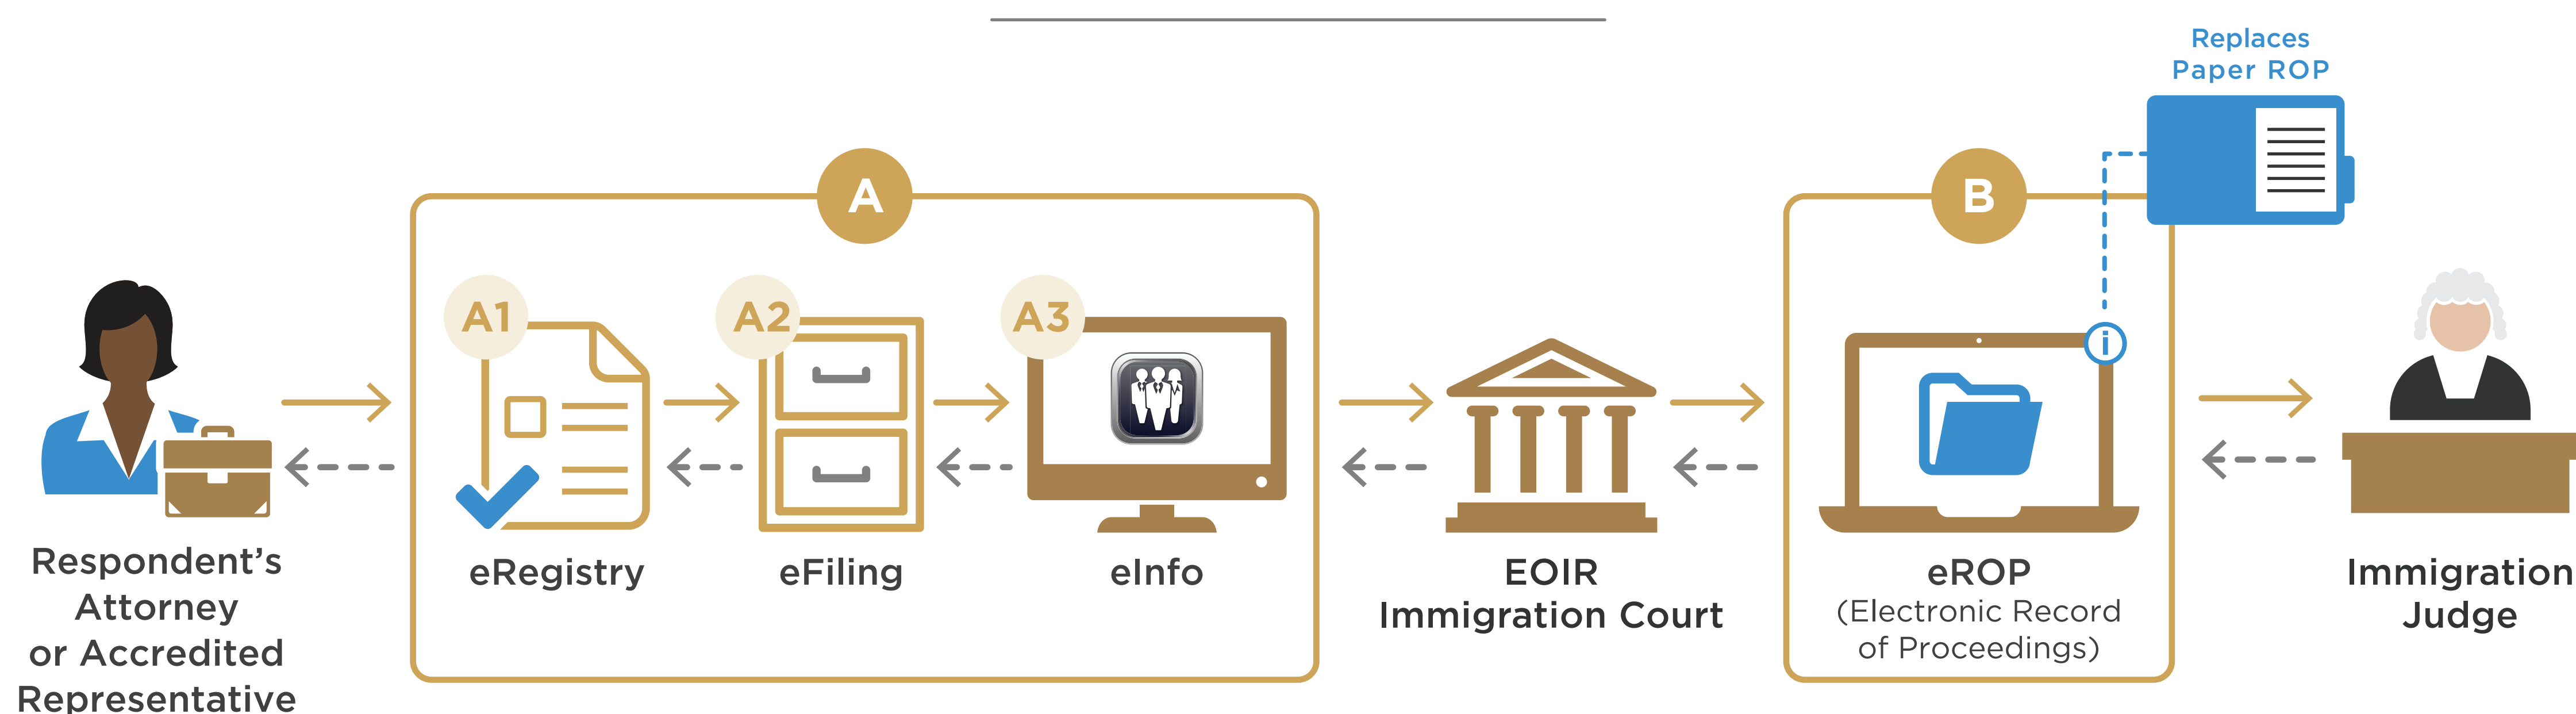 Replaces
Paper ROP
A
B
A1
A2
A3
i
Respondent’s
Attorney
or Accredited
Representative
eRegistry
eFiling
eInfo
EOIR
Immigration Court
eROP
(Electronic Record
of Proceedings)
Immigration
Judge